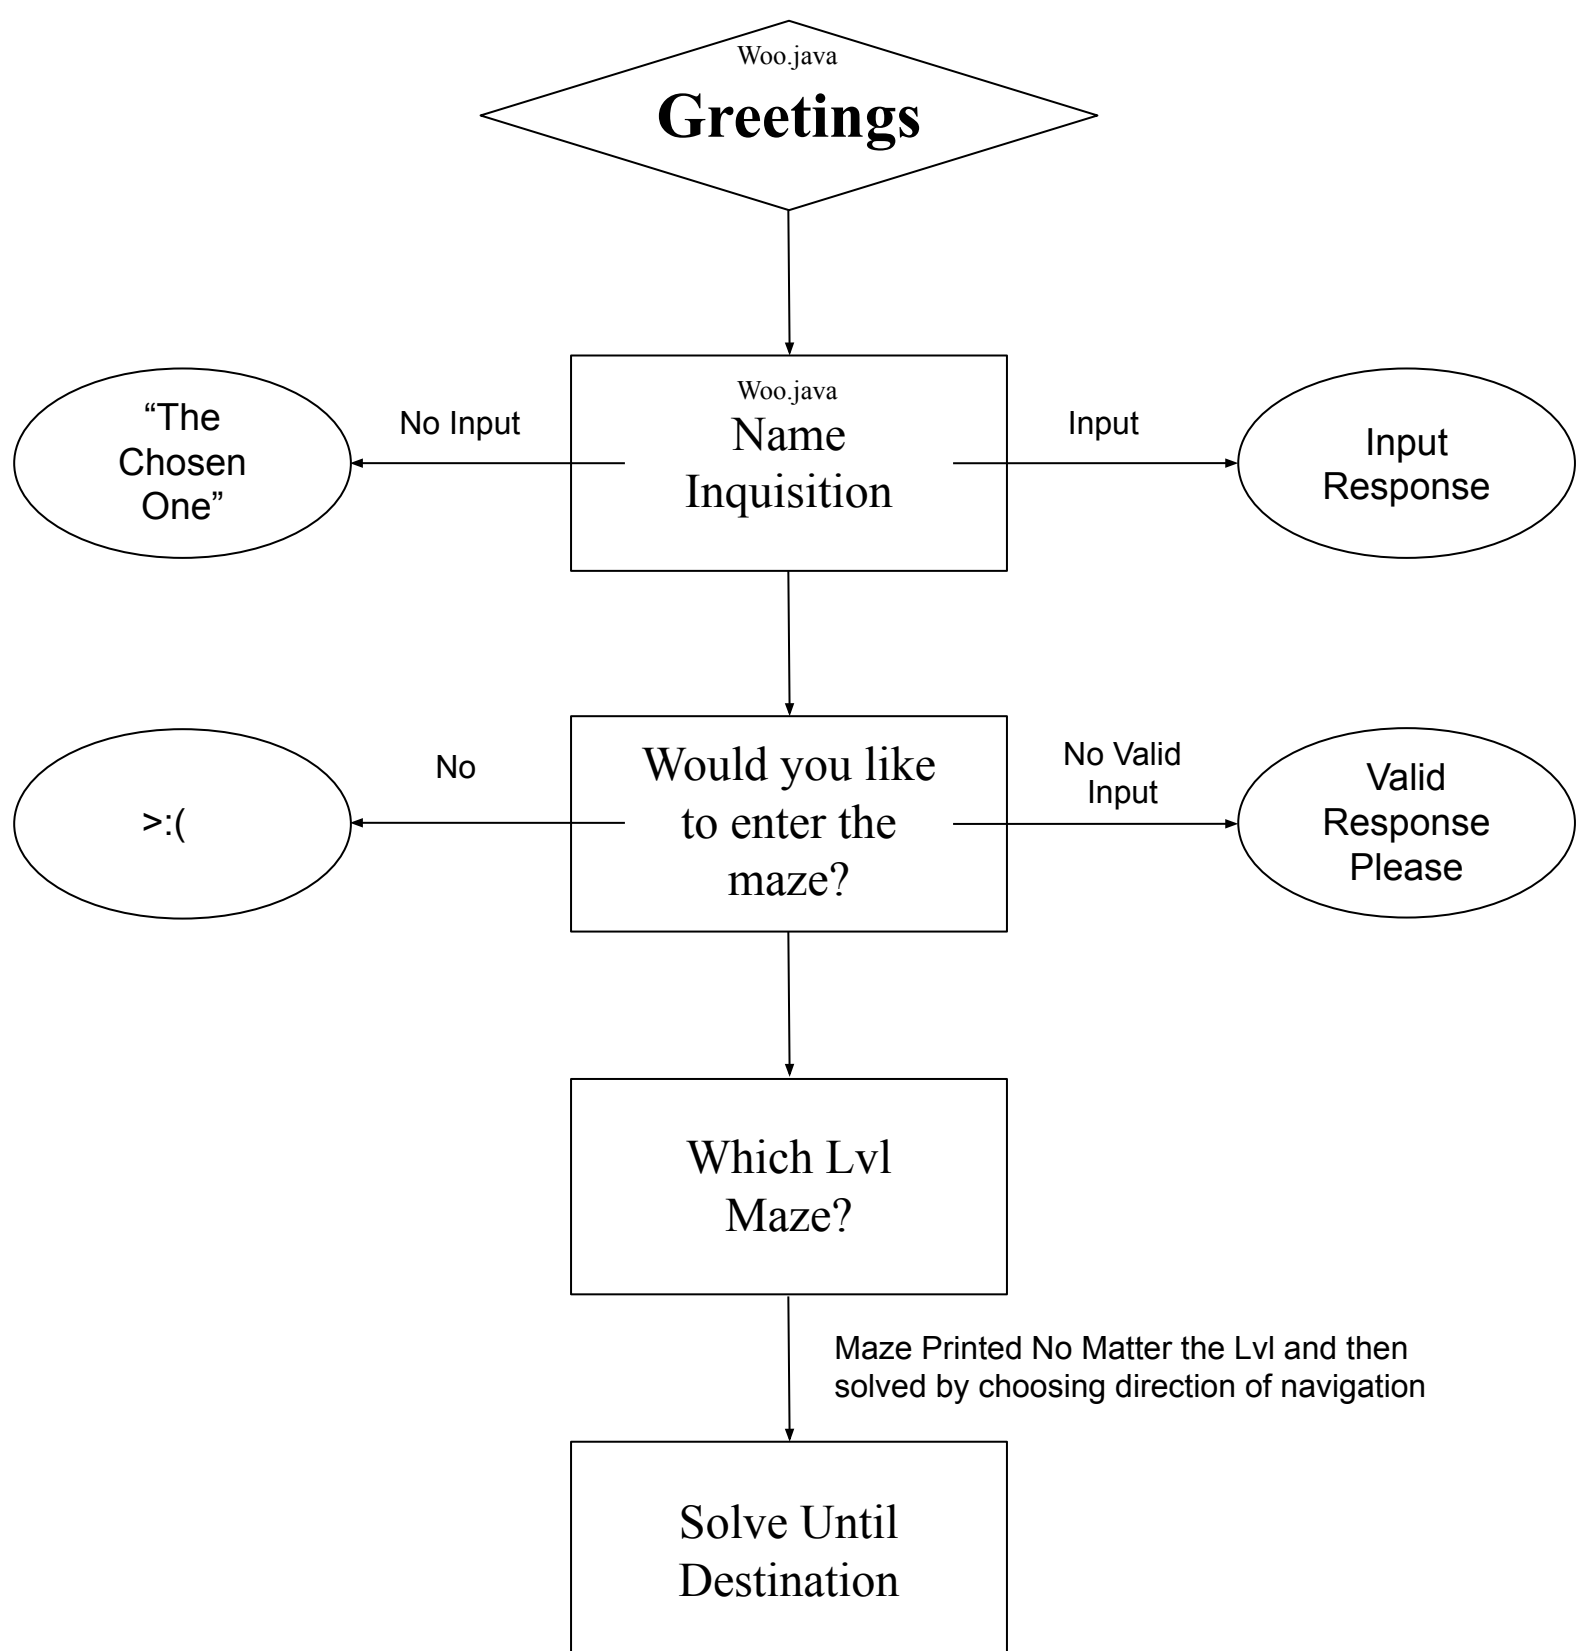 Woo.java
Greetings
Woo.java
Name
Inquisition
No Input
“The
Chosen
One”
Input
Input
Response
Would you like
to enter the
maze?
No
>:(
No Valid
Input
Valid
Response
Please
Which Lvl
Maze?
Maze Printed No Matter the Lvl and then
solved by choosing direction of navigation
Solve Until
Destination